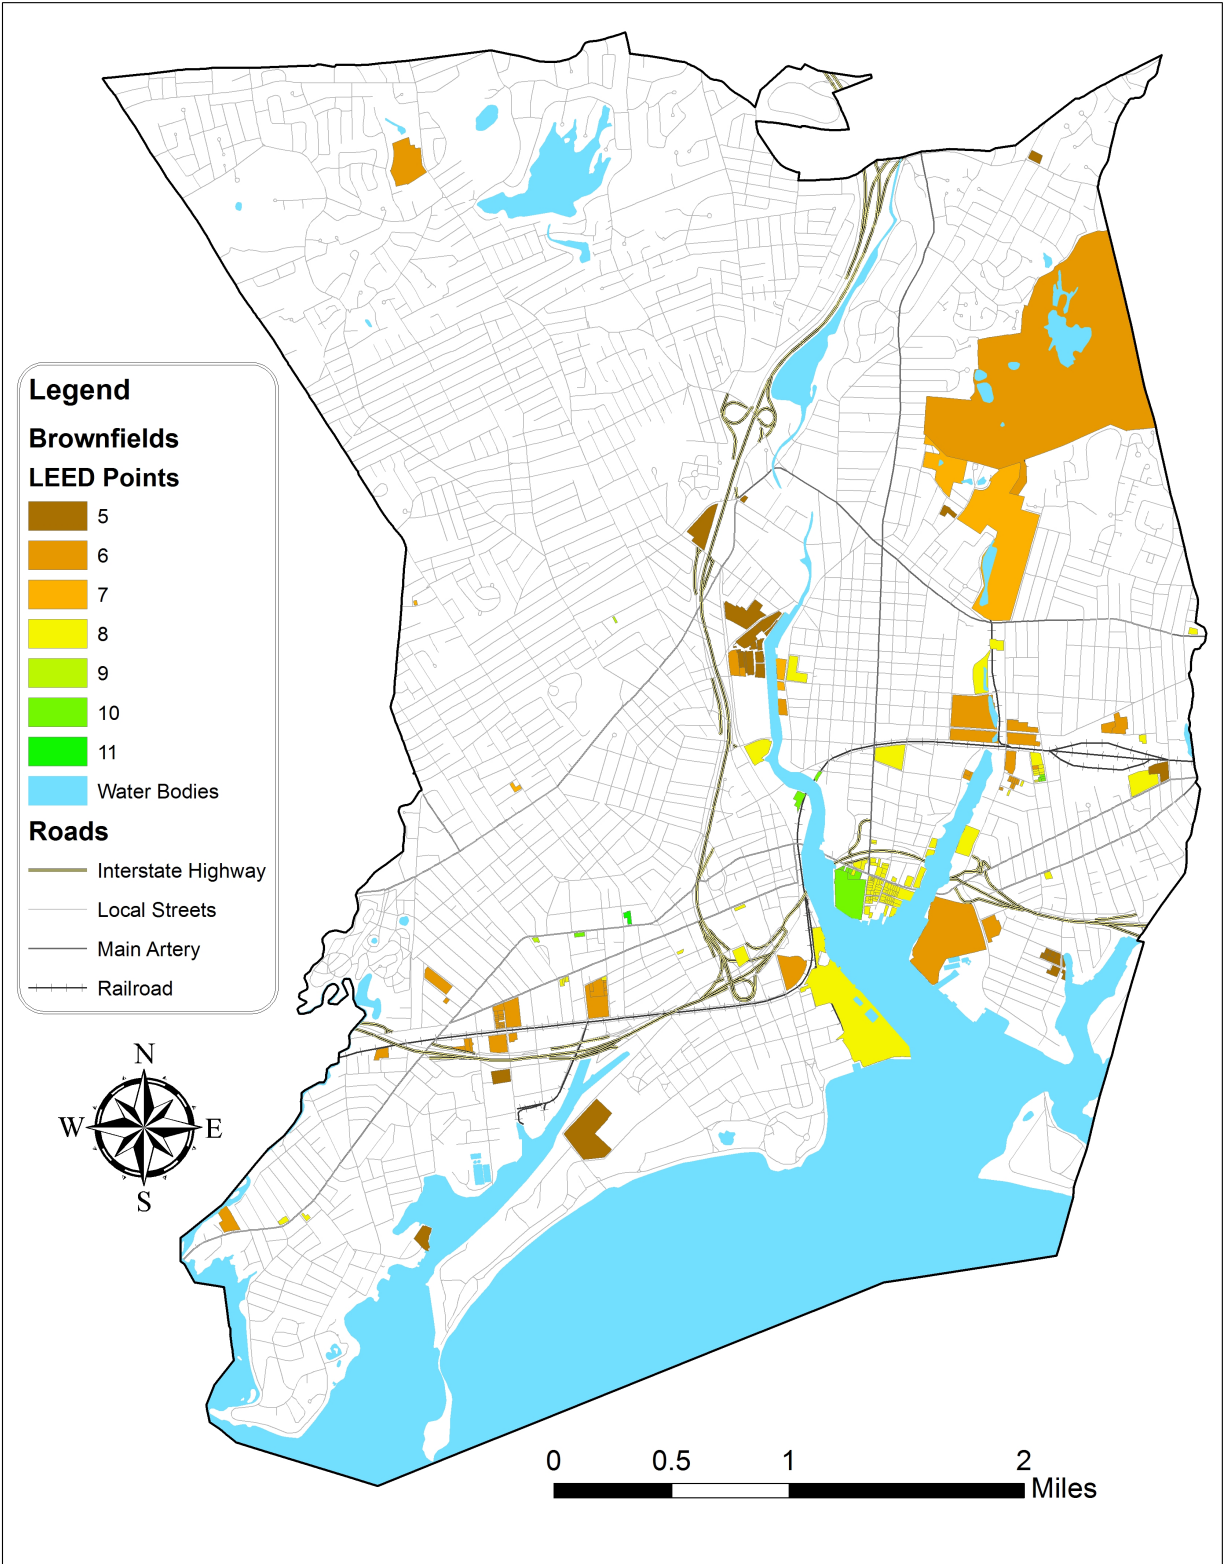 Legend
Brownfields
LEED Points
5
6
7
8
9
10
11
Water Bodies
Roads
Interstate Highway
Local Streets
Main Artery
Railroad
N
W E
S
0 0.5 1 2
Miles